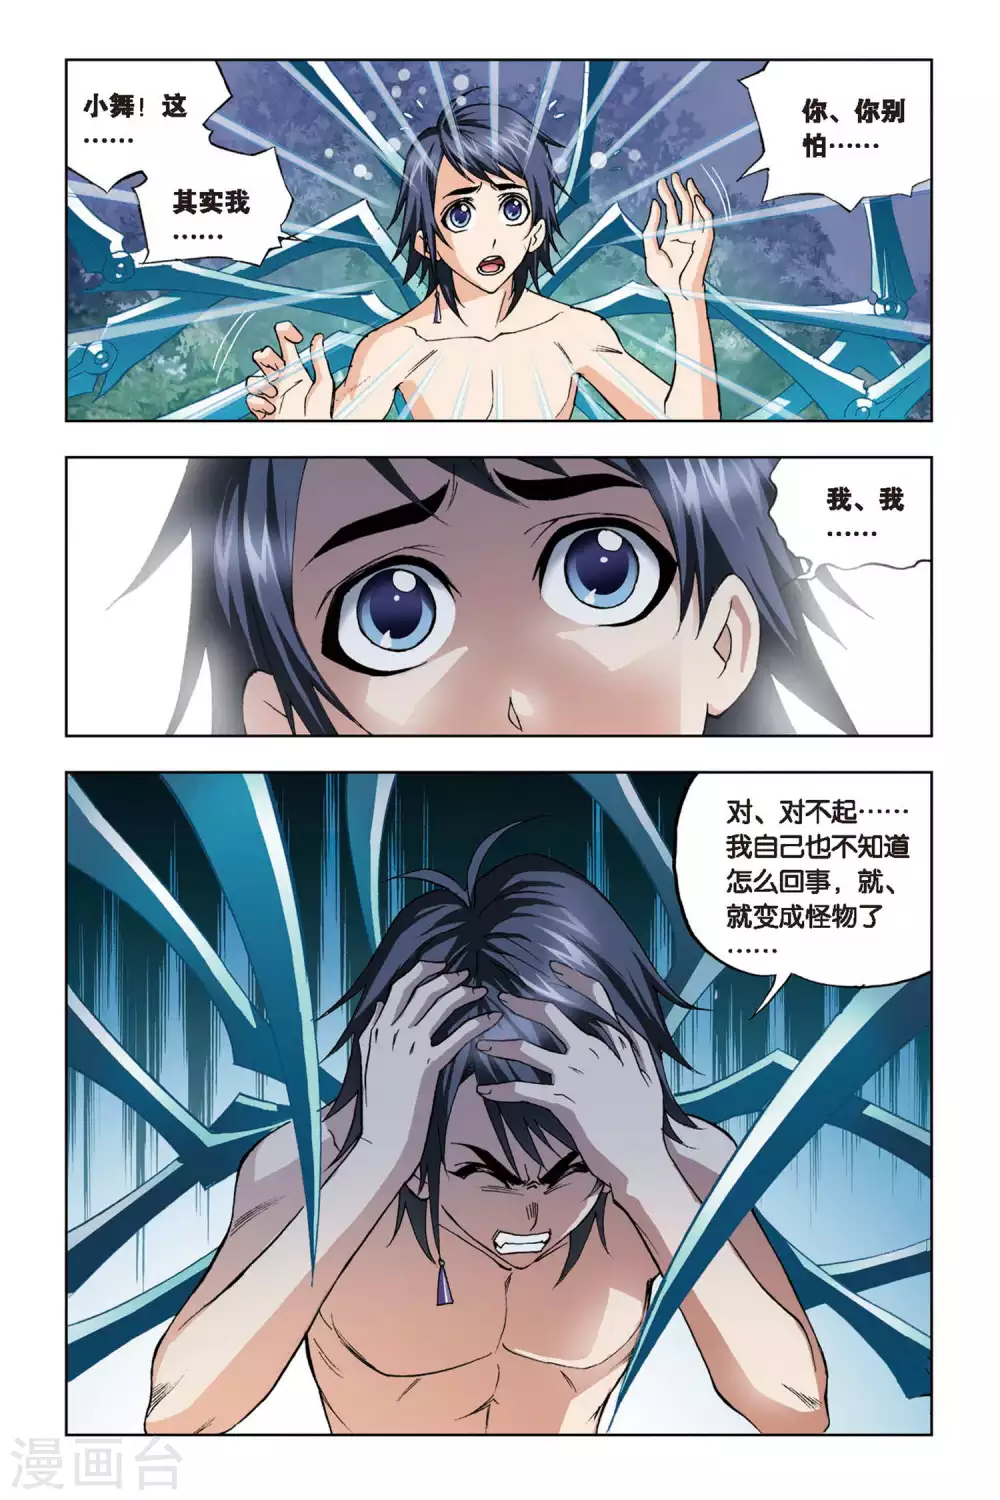 小舞！这
……
其实我
……
你、你别
怕……
我、我
……
对、对不起……
我自己也不知道
怎么回事，就、
就变成怪物了
……
漫画台